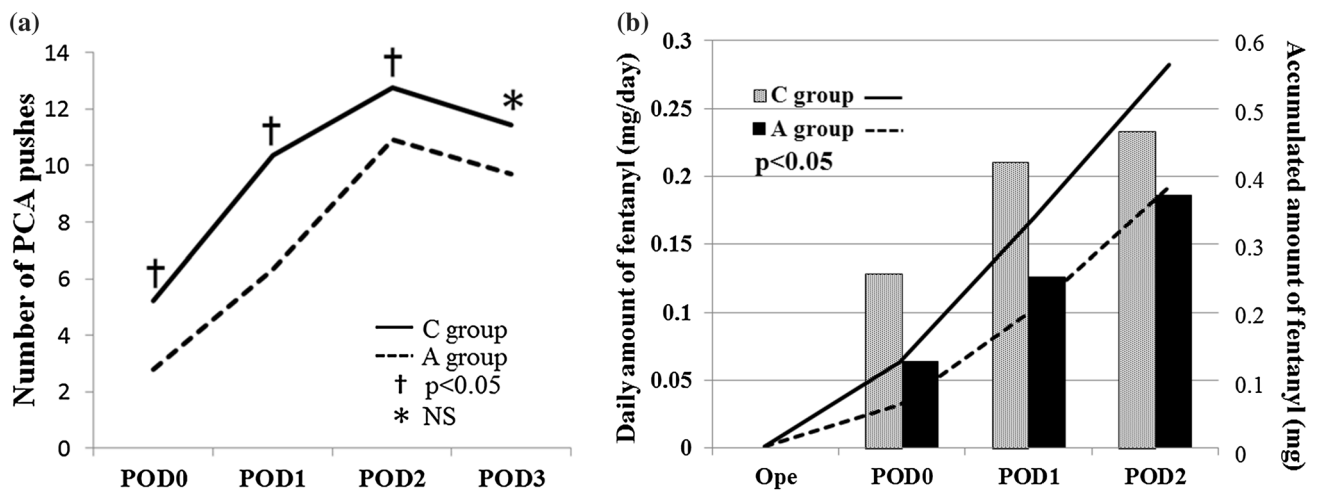 (a)
Number of PCA pushes
14
12
10
8
6
4
2
0
†
†
†
*
C group
A group
† p<0.05
* NS
POD0 POD1 POD2 POD3
(b)
Daily amount of fentanyl (mg/day)
0.3
0.25
0.2
0.15
0.1
0.05
0
C group
A group
p<0.05
Ope POD0 POD1 POD2
0.6
0.5
0.4
0.3
0.2
0.1
0
Accumulated amount of fentanyl (mg)